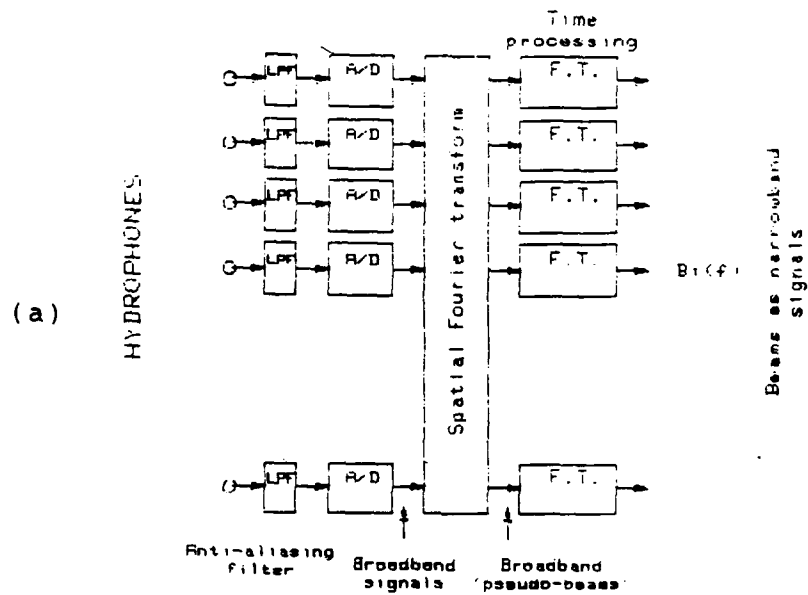 Time
processing
LPF A/D F.T.
LPF A/D F.T.
LPF A/D F.T.
LPF A/D F.T. Bi(f)
(a)
HYDROPHONES
Spatial Fourier transform
Beams as narrowband
signals
LPF A/D F.T.
Anti-aliasing
filter
Broadband
signals
Broadband
'pseudo-beams'